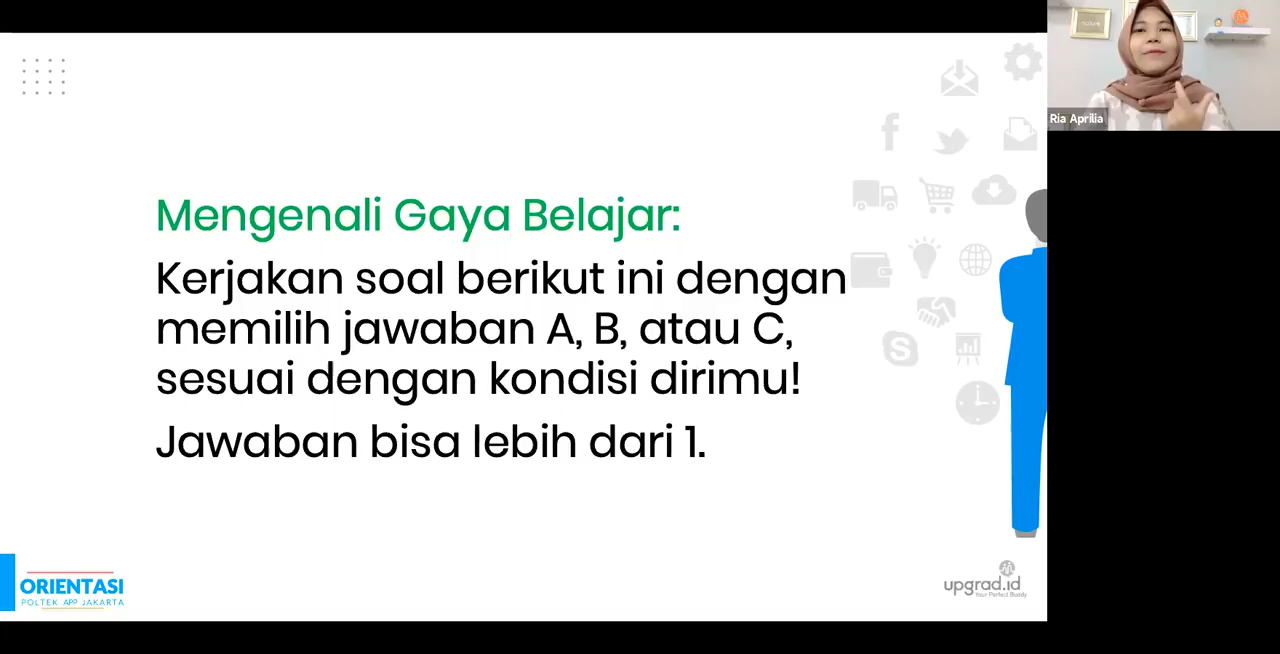 Mengenali Gaya Belajar:
Kerjakan soal berikut ini dengan
memilih jawaban A, B, atau C,
sesuai dengan kondisi dirimu!
Jawaban bisa lebih dari 1.
ORIENTASI
POLTEK APP JAKARTA
upgrad.id
Your Perfect Buddy
Ria Aprilia